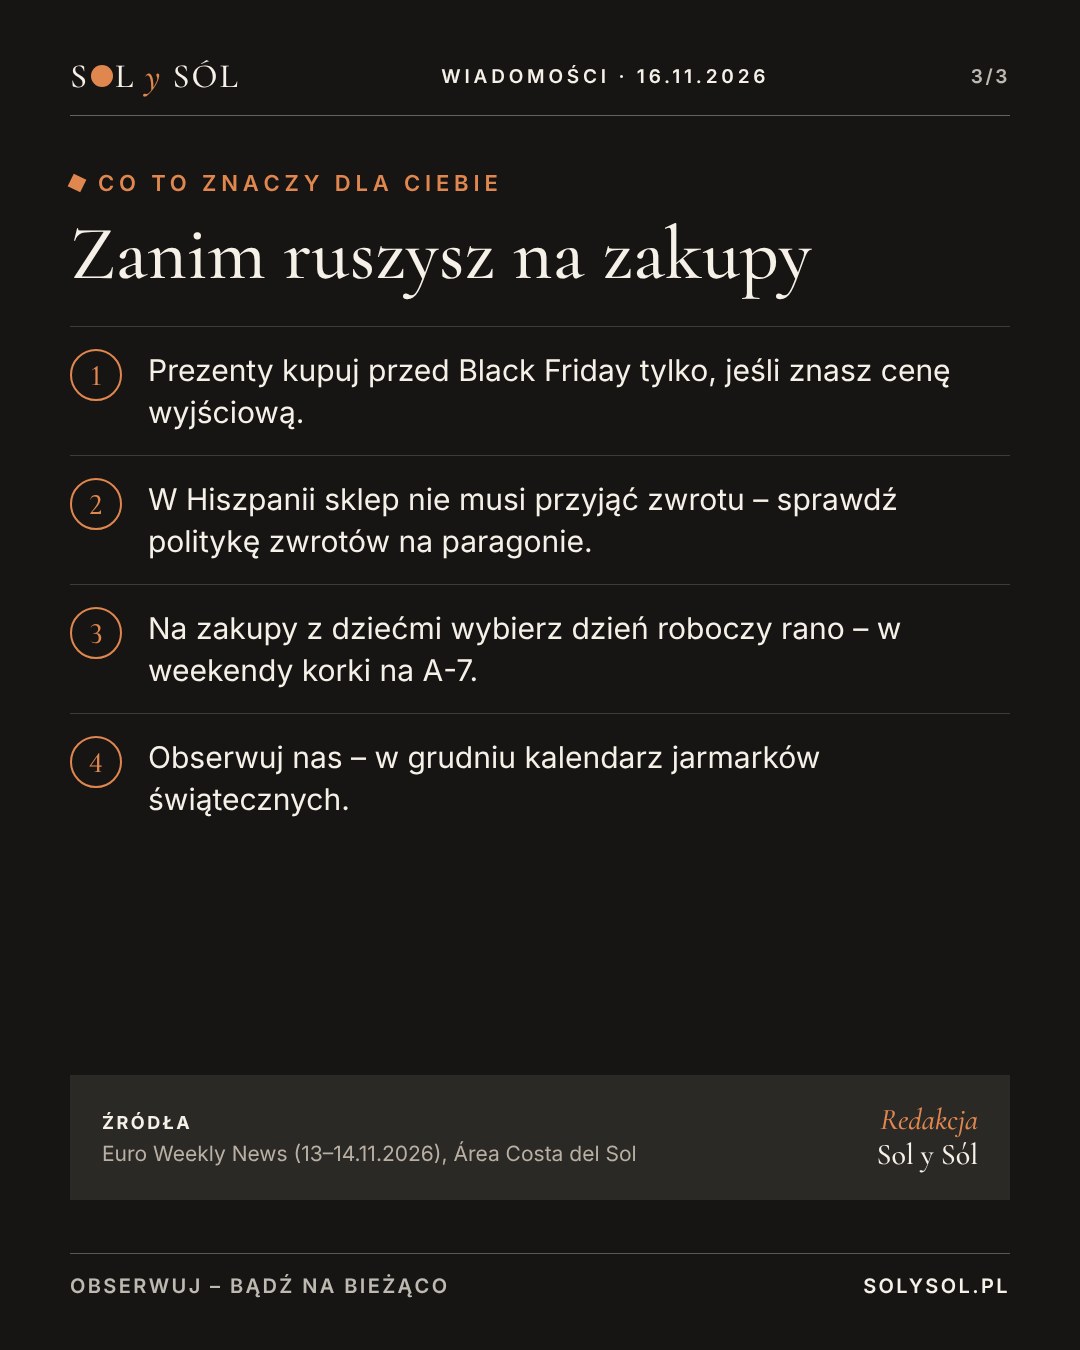 SOL y SÓL
WIADOMOŚCI · 16.11.2026
3/3
CO TO ZNACZY DLA CIEBIE
Zanim ruszysz na zakupy
1
Prezenty kupuj przed Black Friday tylko, jeśli znasz cenę
wyjściową.
2
W Hiszpanii sklep nie musi przyjąć zwrotu – sprawdź
politykę zwrotów na paragonie.
3
Na zakupy z dziećmi wybierz dzień roboczy rano – w
weekendy korki na A-7.
4
Obserwuj nas – w grudniu kalendarz jarmarków
świątecznych.
ŹRÓDŁA
Euro Weekly News (13–14.11.2026), Área Costa del Sol
Redakcja
Sol y Sól
OBSERWUJ – BĄDŹ NA BIEŻĄCO
SOLYSOL.PL